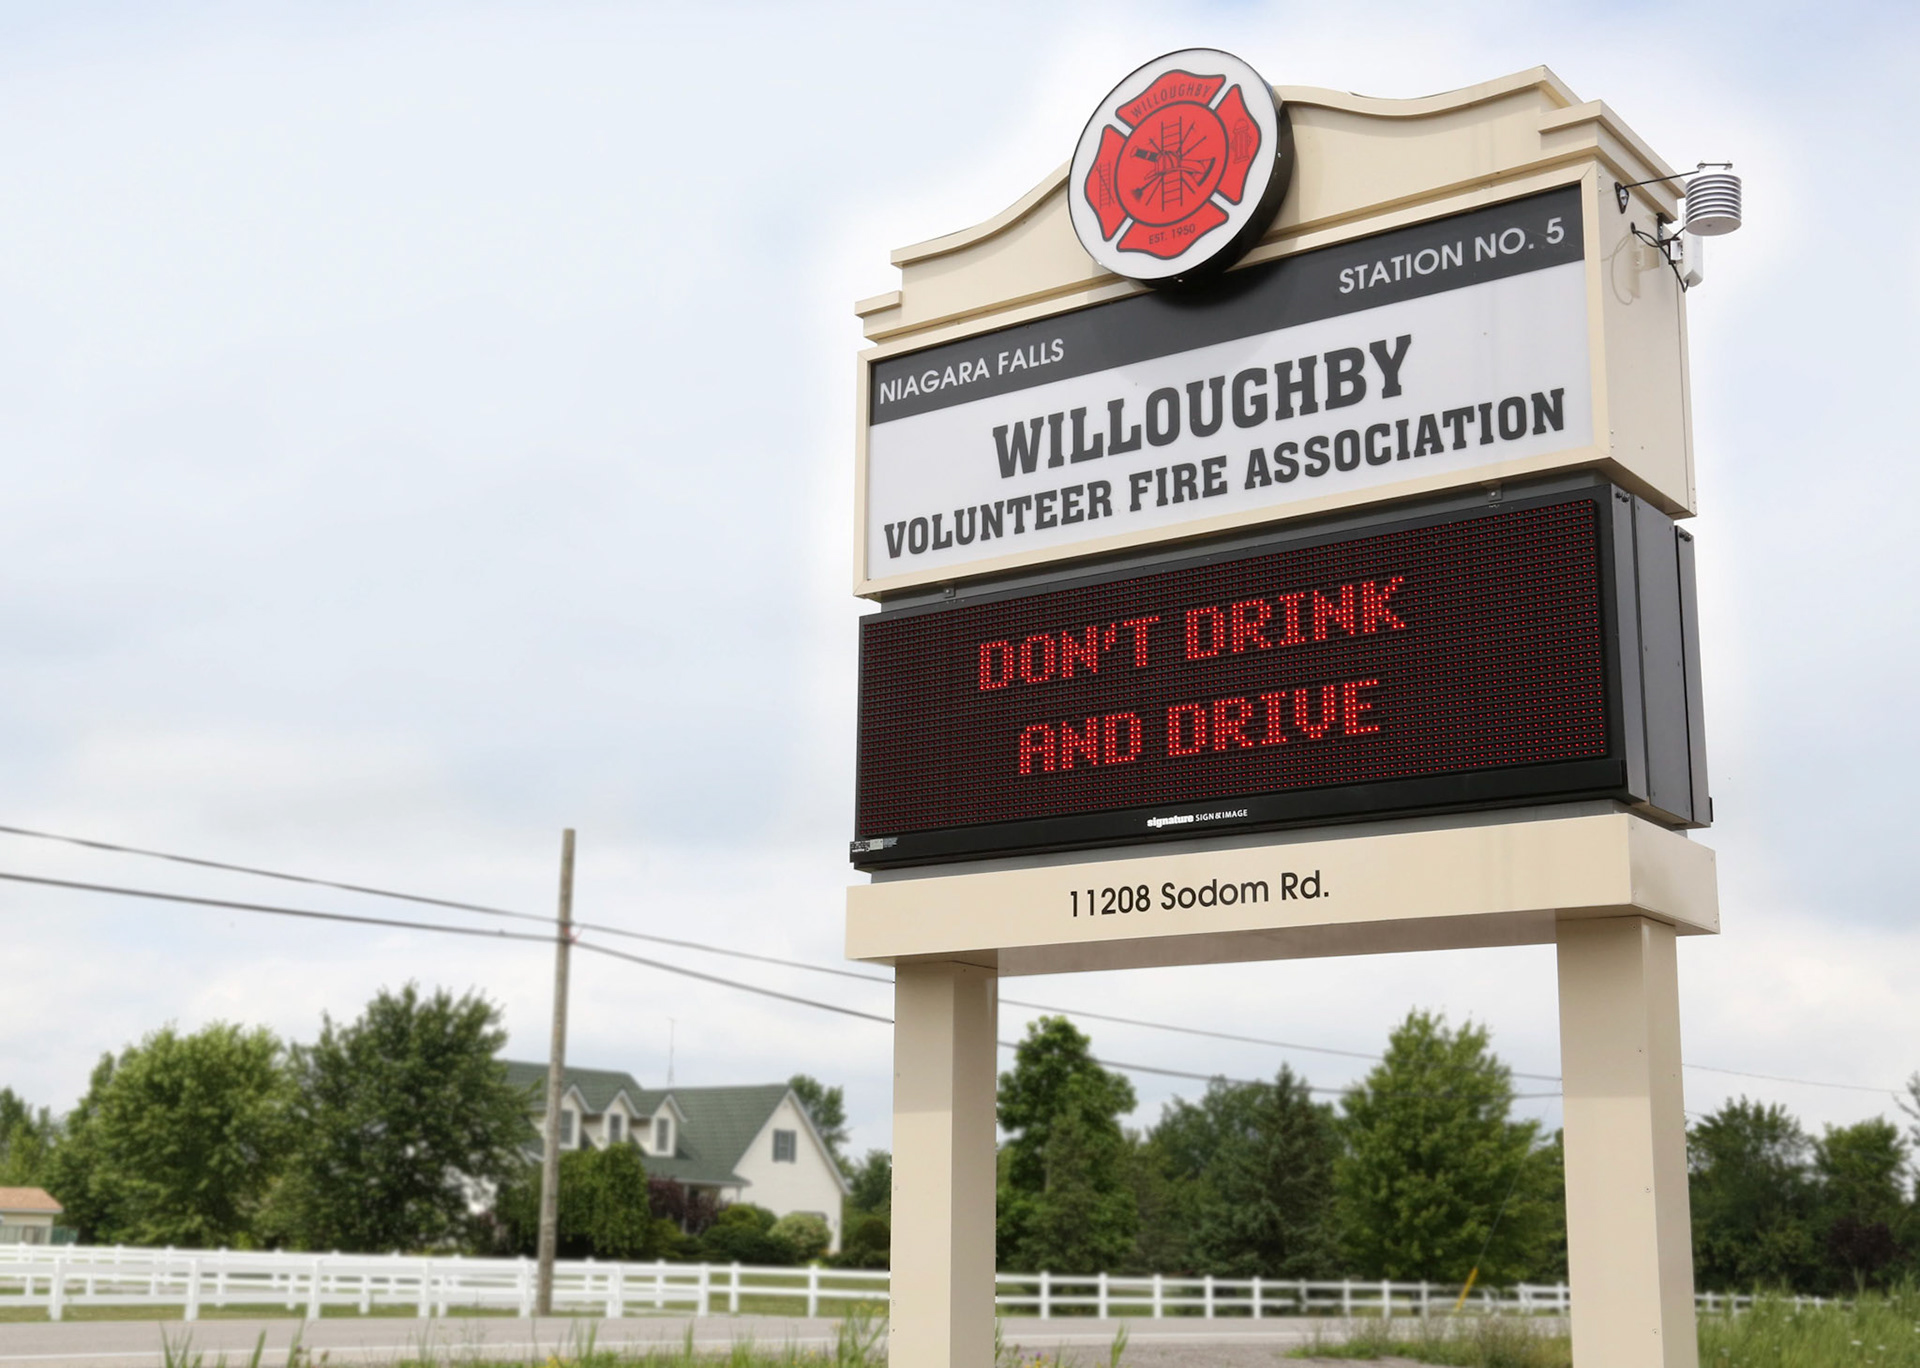 WILLOUGHBY
EST. 1950
NIAGARA FALLS
STATION NO. 5
WILLOUGHBY
VOLUNTEER FIRE ASSOCIATION
DON'T DRINK
AND DRIVE
signature SIGN & IMAGE
11208 Sodom Rd.